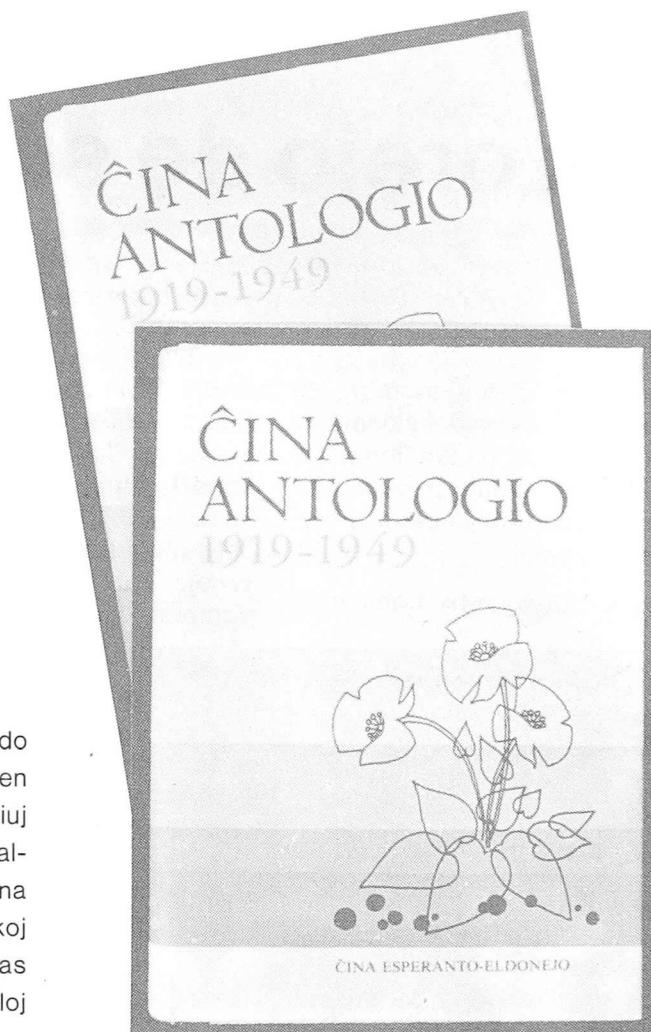 ĈINA
ANTOLOGIO
1919-1949
ĈINA
ANTOLOGIO
1919-1949
ĈINA ESPERANTO-ELDONEJO
do
en
iuj
al-
na
koj
as
loj